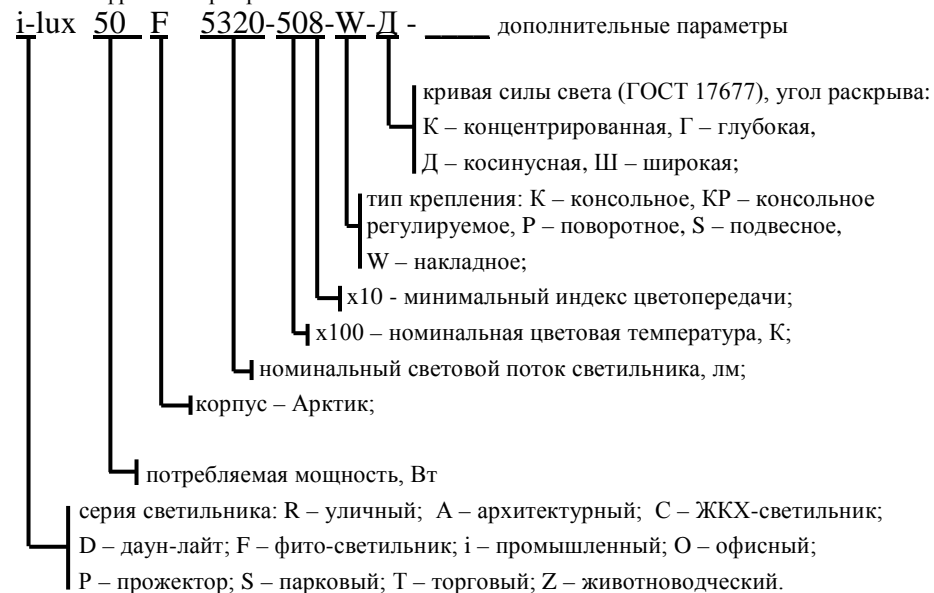 i-lux 50 F 5320-508-W-Д - _____ дополнительные параметры
кривая силы света (ГОСТ 17677), угол раскрыва:
К – концентрированная, Г – глубокая,
Д – косинусная, Ш – широкая;
тип крепления: К – консольное, КР – консольное
регулируемое, Р – поворотное, S – подвесное,
W – накладное;
х10 - минимальный индекс цветопередачи;
х100 – номинальная цветовая температура, К;
номинальный световой поток светильника, лм;
корпус – Арктик;
потребляемая мощность, Вт
серия светильника: R – уличный; А – архитектурный; С – ЖКХ-светильник;
D – даун-лайт; F – фито-светильник; i – промышленный; О – офисный;
Р – прожектор; S – парковый; Т – торговый; Z – животноводческий.